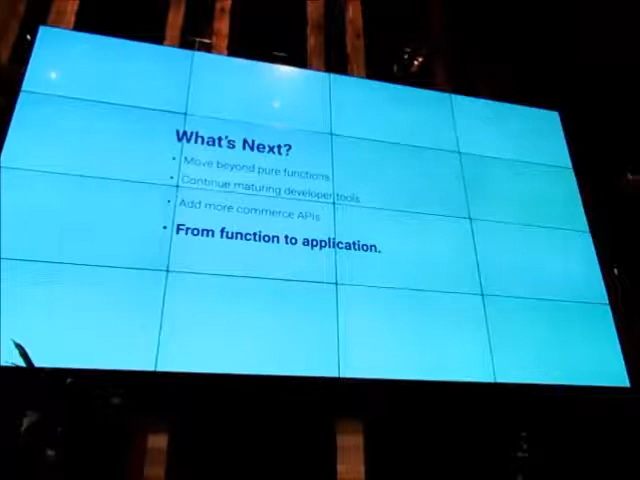 What's Next?
• Move beyond pure functions
• Continue maturing developer tools
• Add more commerce APIs
• From function to application.